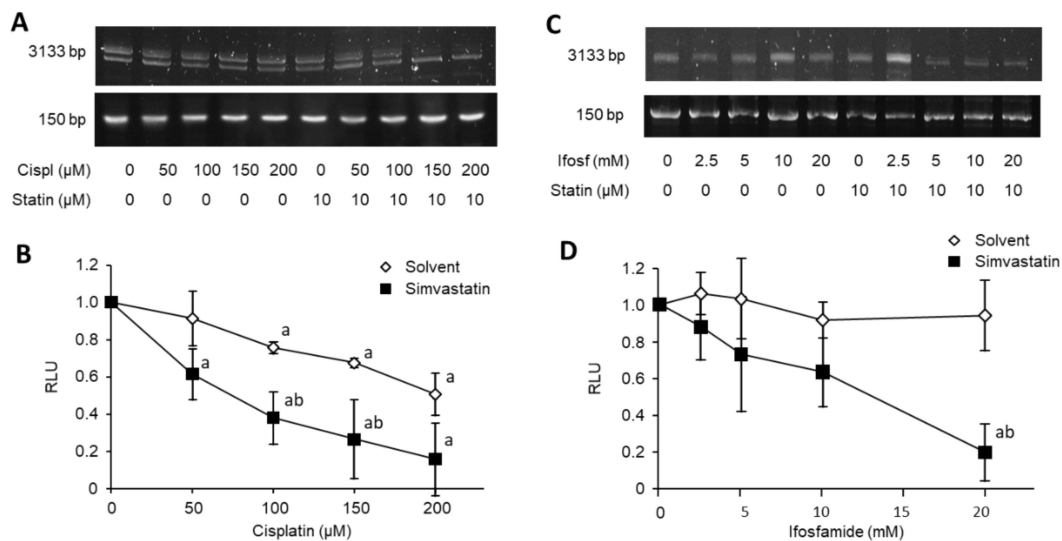 A
3133 bp
150 bp
Cispl (µM) 0 50 100 150 200 0 50 100 150 200
Statin (µM) 0 0 0 0 0 10 10 10 10 10
B
Solvent
Simvastatin
1.2
1.0
0.8
0.6
0.4
0.2
0
RLU
a
a
a
a
ab
ab
a
0 50 100 150 200
Cisplatin (µM)
C
3133 bp
150 bp
Ifosf (mM) 0 2.5 5 10 20 0 2.5 5 10 20
Statin (µM) 0 0 0 0 0 10 10 10 10 10
D
Solvent
Simvastatin
1.2
1.0
0.8
0.6
0.4
0.2
0
RLU
ab
0 5 10 15 20
Ifosfamide (mM)